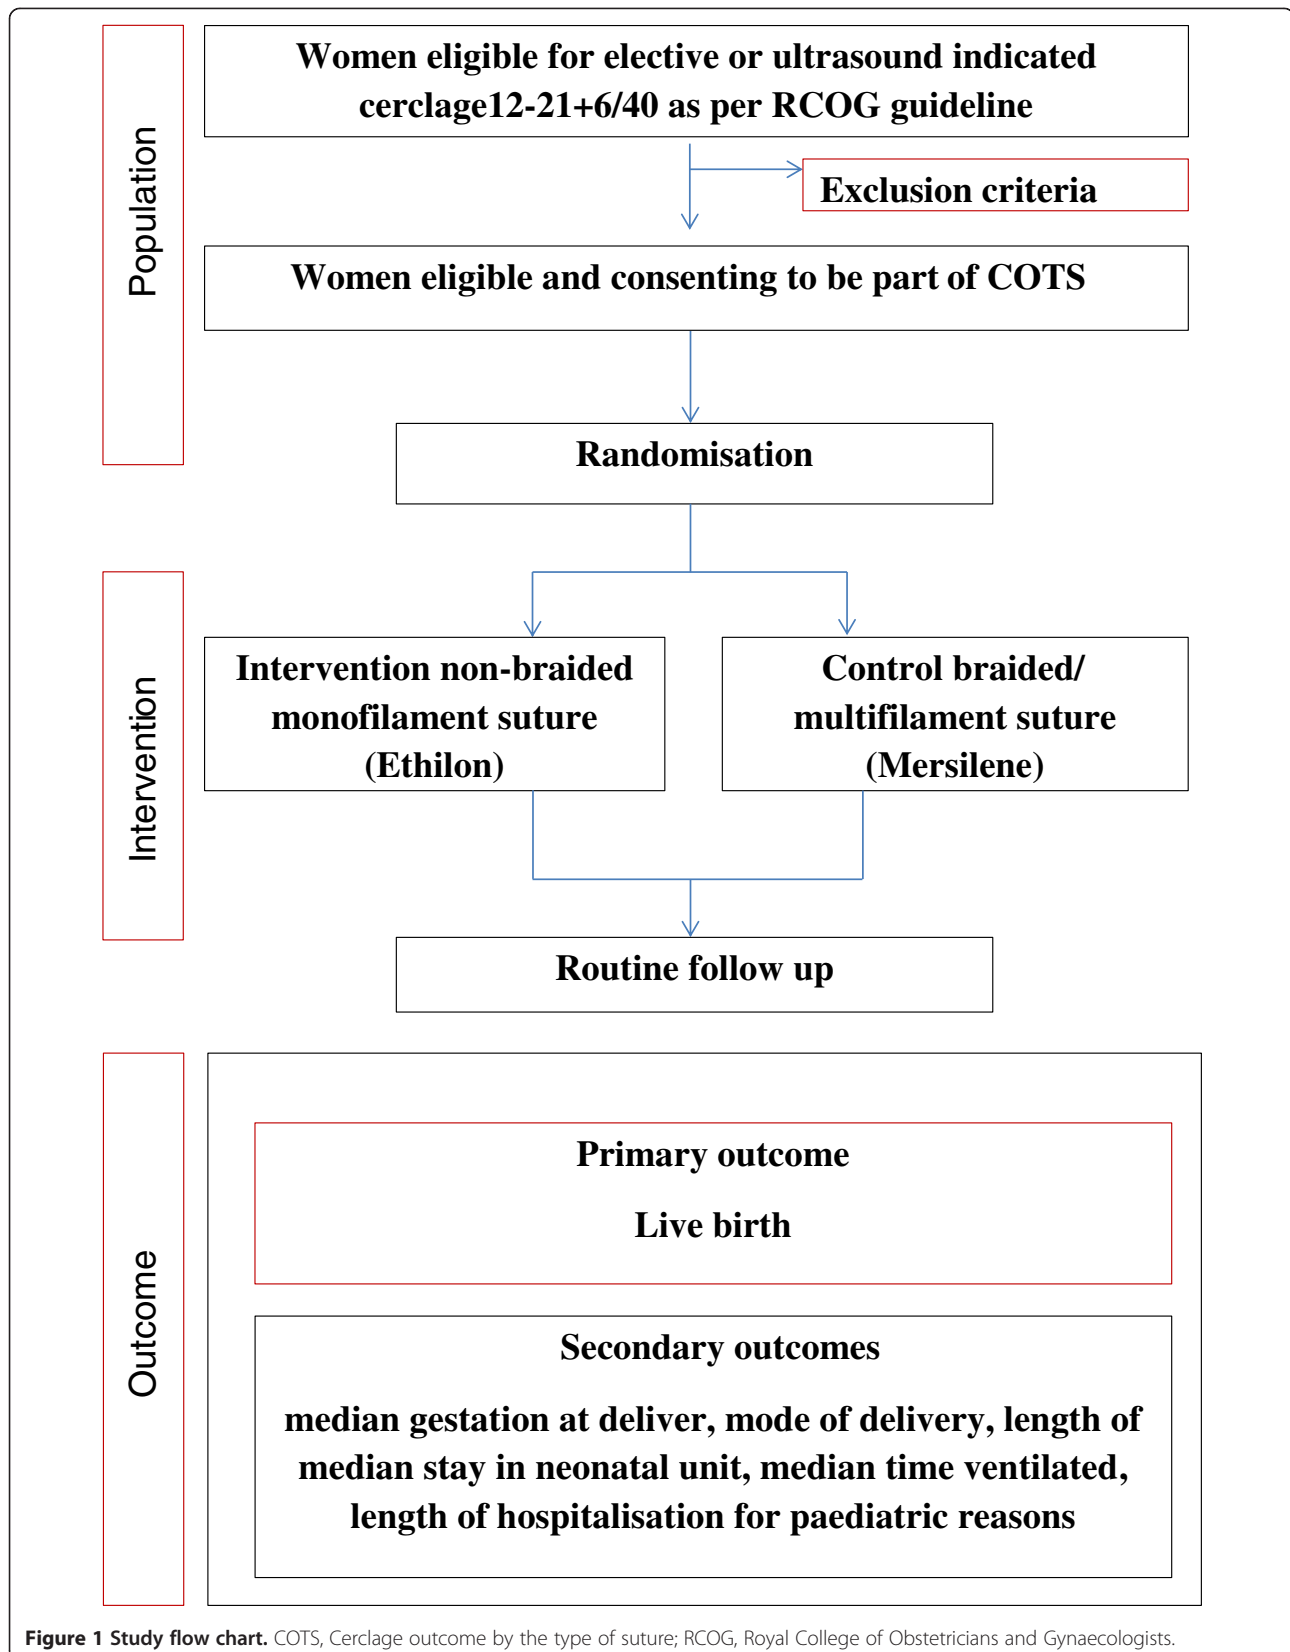 Population
Women eligible for elective or ultrasound indicated
cerclage12-21+6/40 as per RCOG guideline
Exclusion criteria
Women eligible and consenting to be part of COTS
Randomisation
Intervention
Intervention non-braided
monofilament suture
(Ethilon)
Control braided/
multifilament suture
(Mersilene)
Routine follow up
Outcome
Primary outcome
Live birth
Secondary outcomes
median gestation at deliver, mode of delivery, length of
median stay in neonatal unit, median time ventilated,
length of hospitalisation for paediatric reasons
Figure 1 Study flow chart. COTS, Cerclage outcome by the type of suture; RCOG, Royal College of Obstetricians and Gynaecologists.